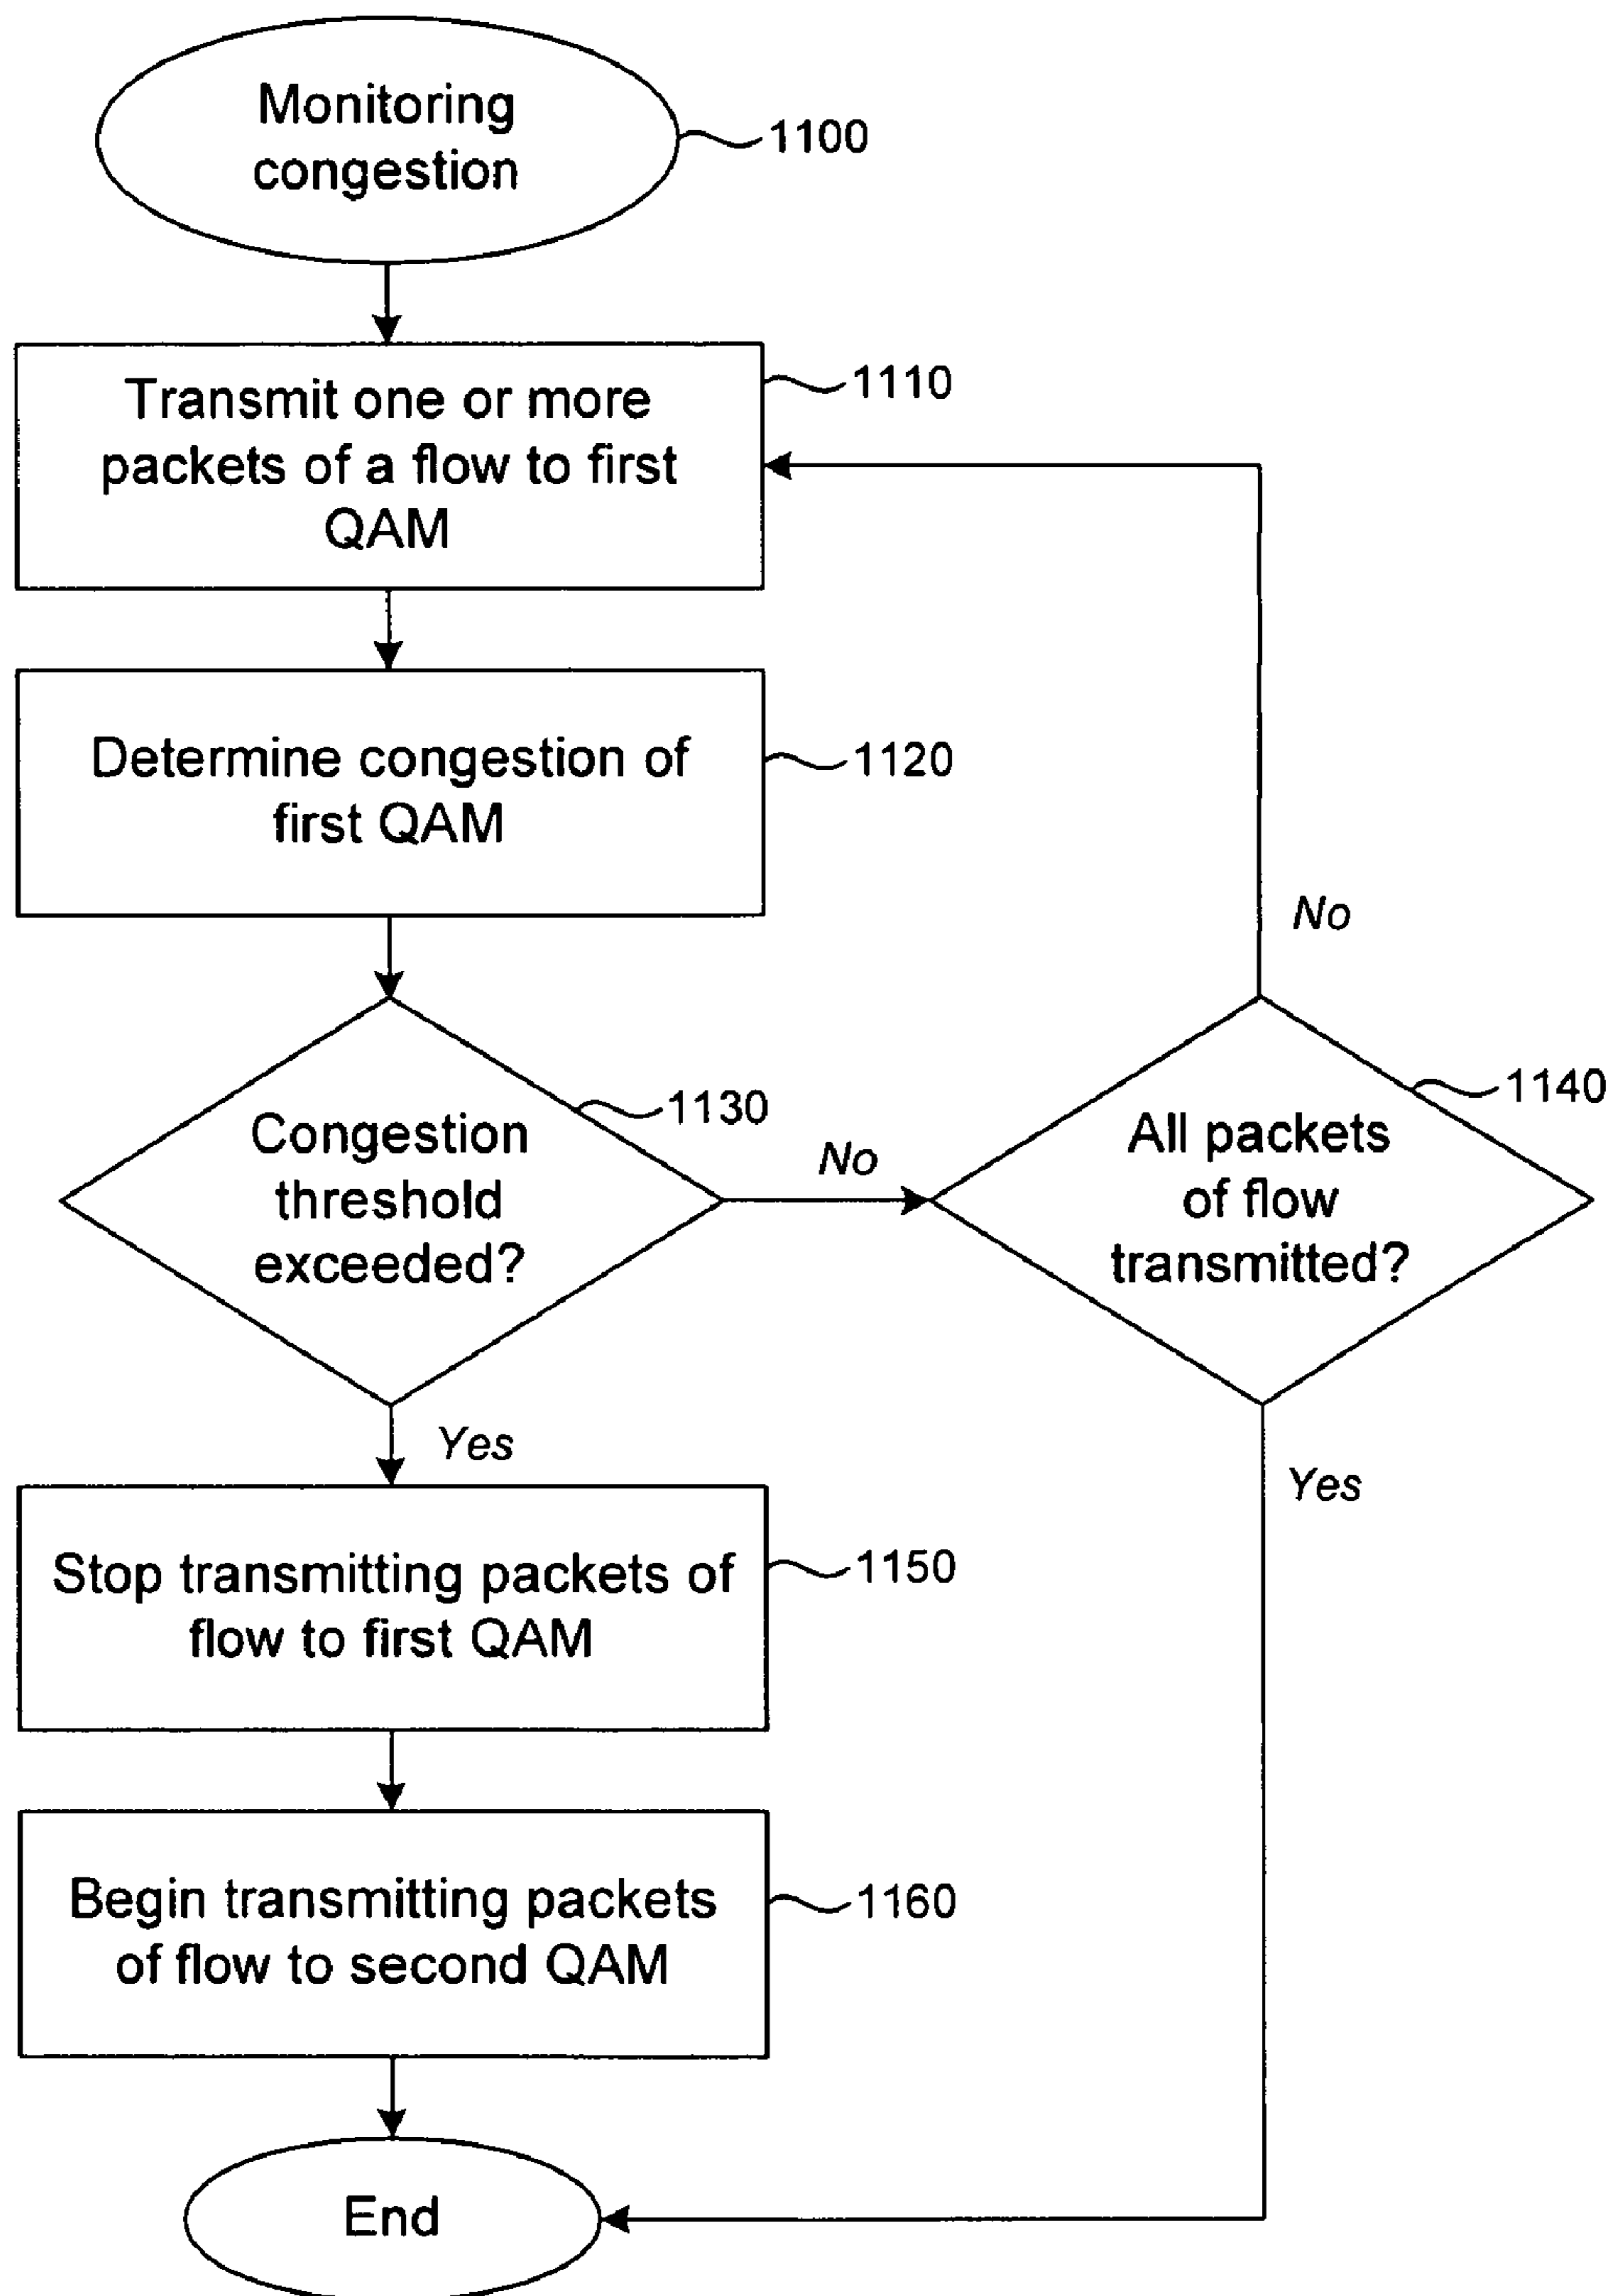 Monitoring
congestion
1100
Transmit one or more
packets of a flow to first
QAM
1110
Determine congestion of
first QAM
1120
No
Congestion
threshold
exceeded?
1130
No
All packets
of flow
transmitted?
1140
Yes
Yes
Stop transmitting packets of
flow to first QAM
1150
Begin transmitting packets
of flow to second QAM
1160
End